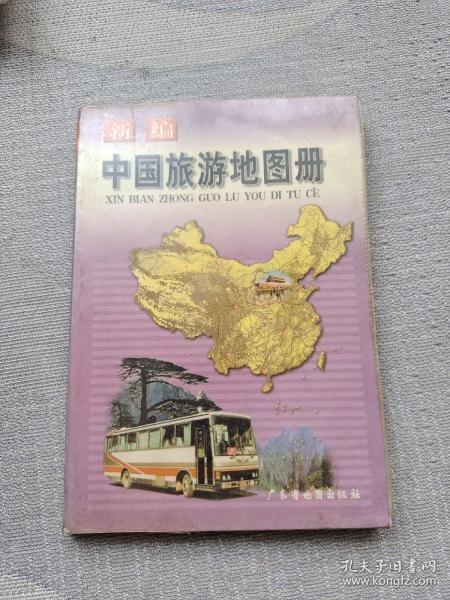 新编
中国旅游地图册
XIN BIAN ZHONG GUO LU YOU DI TU CÈ
广东省地图出版社
孔夫子旧书网
www.kongfz.com